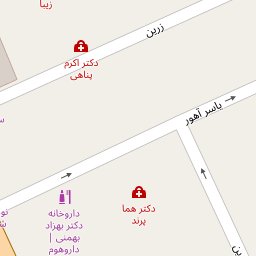 زیبا
زرین
دکتر اکرم
پناهی
یاسر آهور
داروخانه
دکتر بهزاد
بهمنی |
داروهوم
دکتر هما
پرند